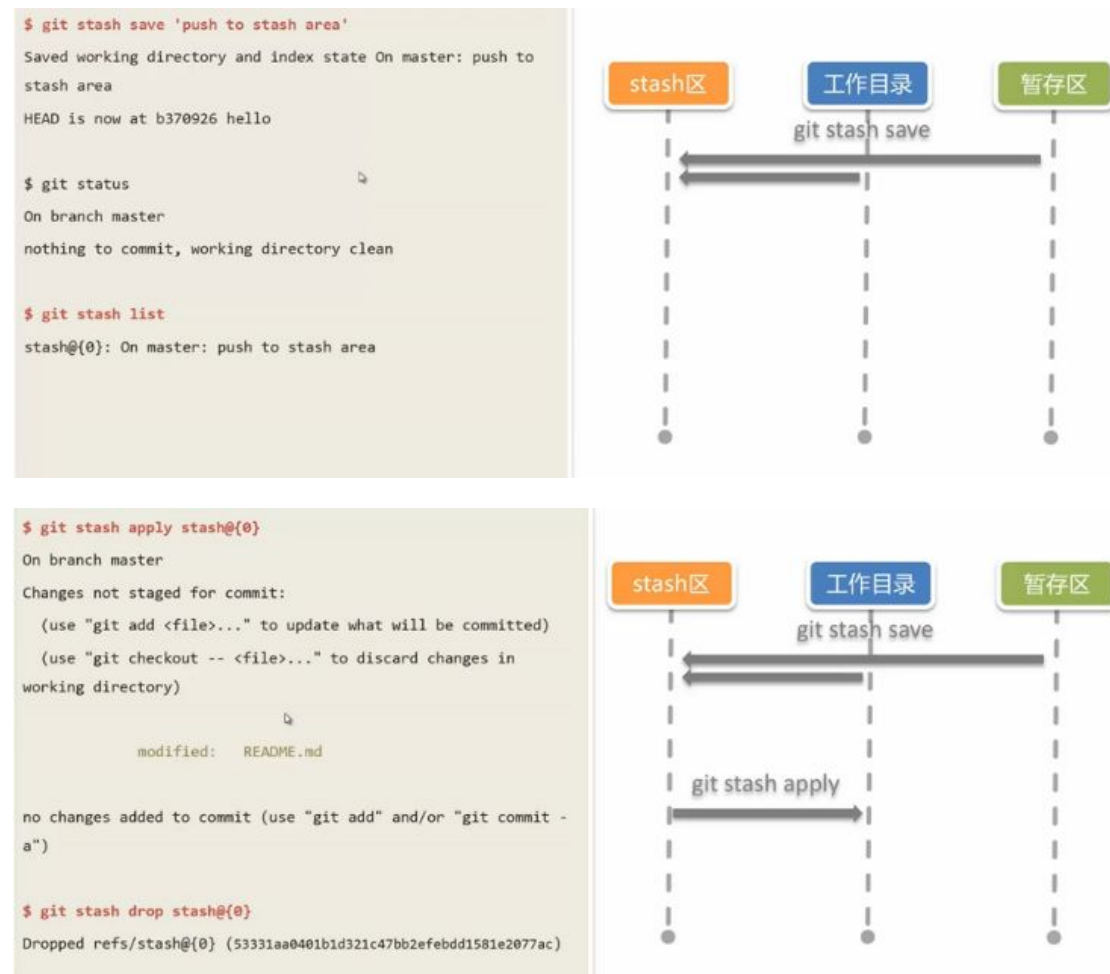 $ git stash save 'push to stash area'
Saved working directory and index state On master: push to
stash area
HEAD is now at b370926 hello
$ git status
On branch master
nothing to commit, working directory clean
$ git stash list
stash@{0}: On master: push to stash area
stash区
工作目录
暂存区
git stash save
$ git stash apply stash@{0}
On branch master
Changes not staged for commit:
(use "git add <file>..." to update what will be committed)
(use "git checkout -- <file>..." to discard changes in
working directory)
modified: README.md
no changes added to commit (use "git add" and/or "git commit -
a")
$ git stash drop stash@{0}
Dropped refs/stash@{0} (53331aa0401b1d321c47bb2efebdd1581e2077ac)
stash区
工作目录
暂存区
git stash save
git stash apply